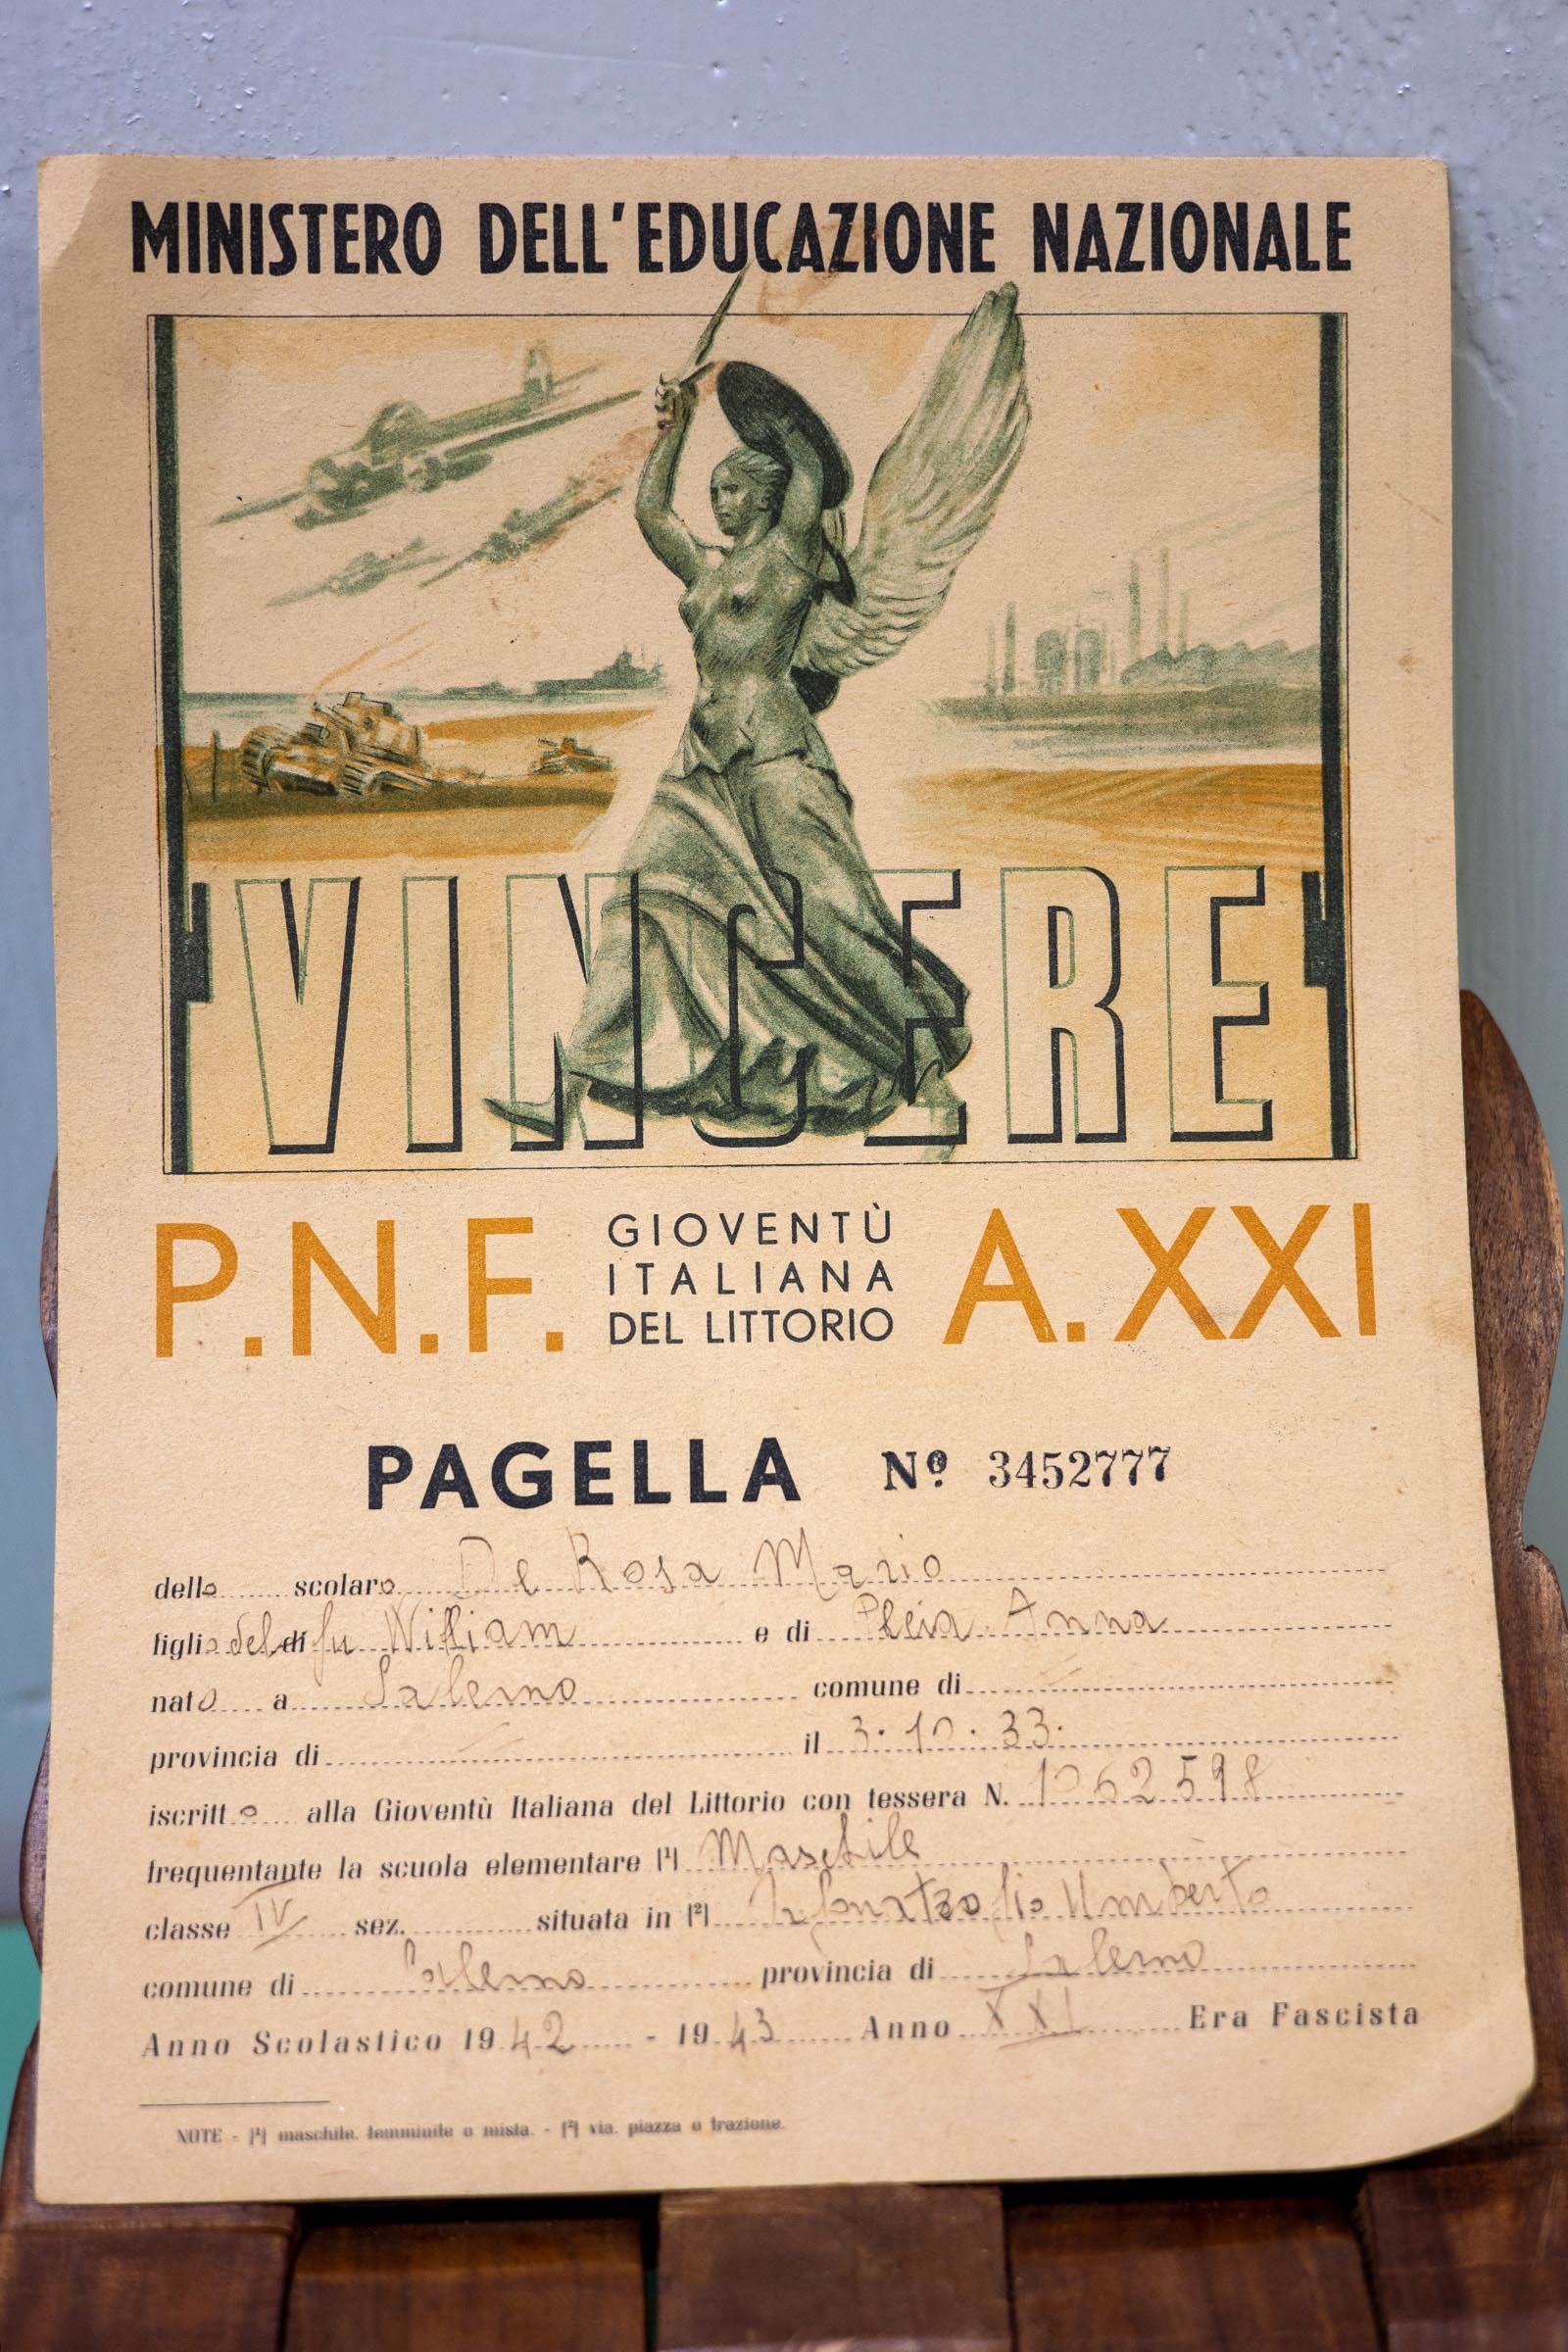 MINISTERO DELL'EDUCAZIONE NAZIONALE
VINCERE
P.N.F. GIOVENTÙ ITALIANA DEL LITTORIO A.XXI
PAGELLA Nº 3452777
dello scolaro De Rosa Mario
figlio del di fu William e di Anna
nato a Salerno comune di
provincia di il 3.10.33.
iscritto alla Gioventù Italiana del Littorio con tessera N. 1062598
frequentante la scuola elementare [1] Maschile
classe IV sez. situata in [2] Umberto
comune di Salerno provincia di Salerno
Anno Scolastico 1942 - 1943 Anno XXI Era Fascista
NOTE - [1] maschile, femminile o mista. - [2] via, piazza o frazione.